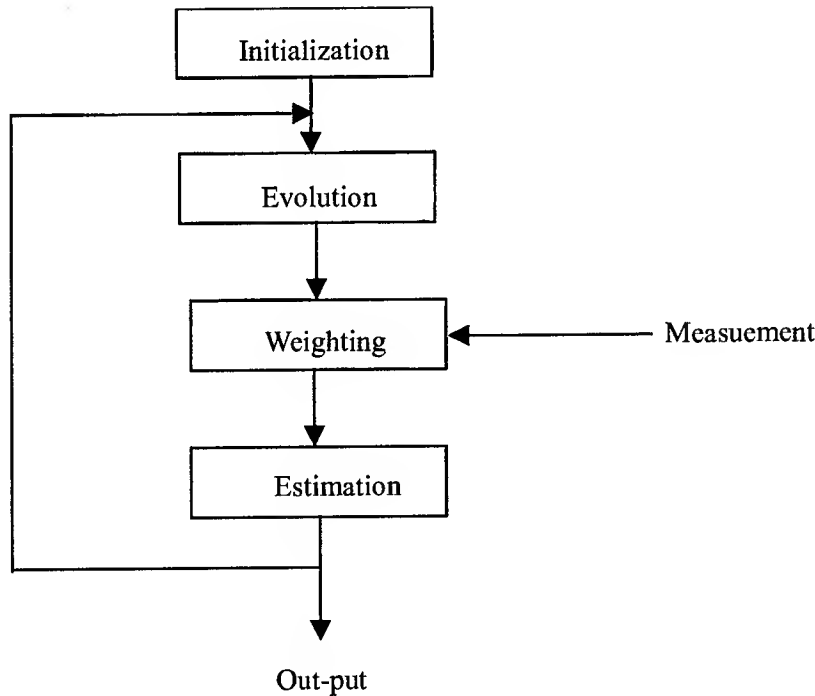 Initialization
Evolution
Weighting
Measuement
Estimation
Out-put